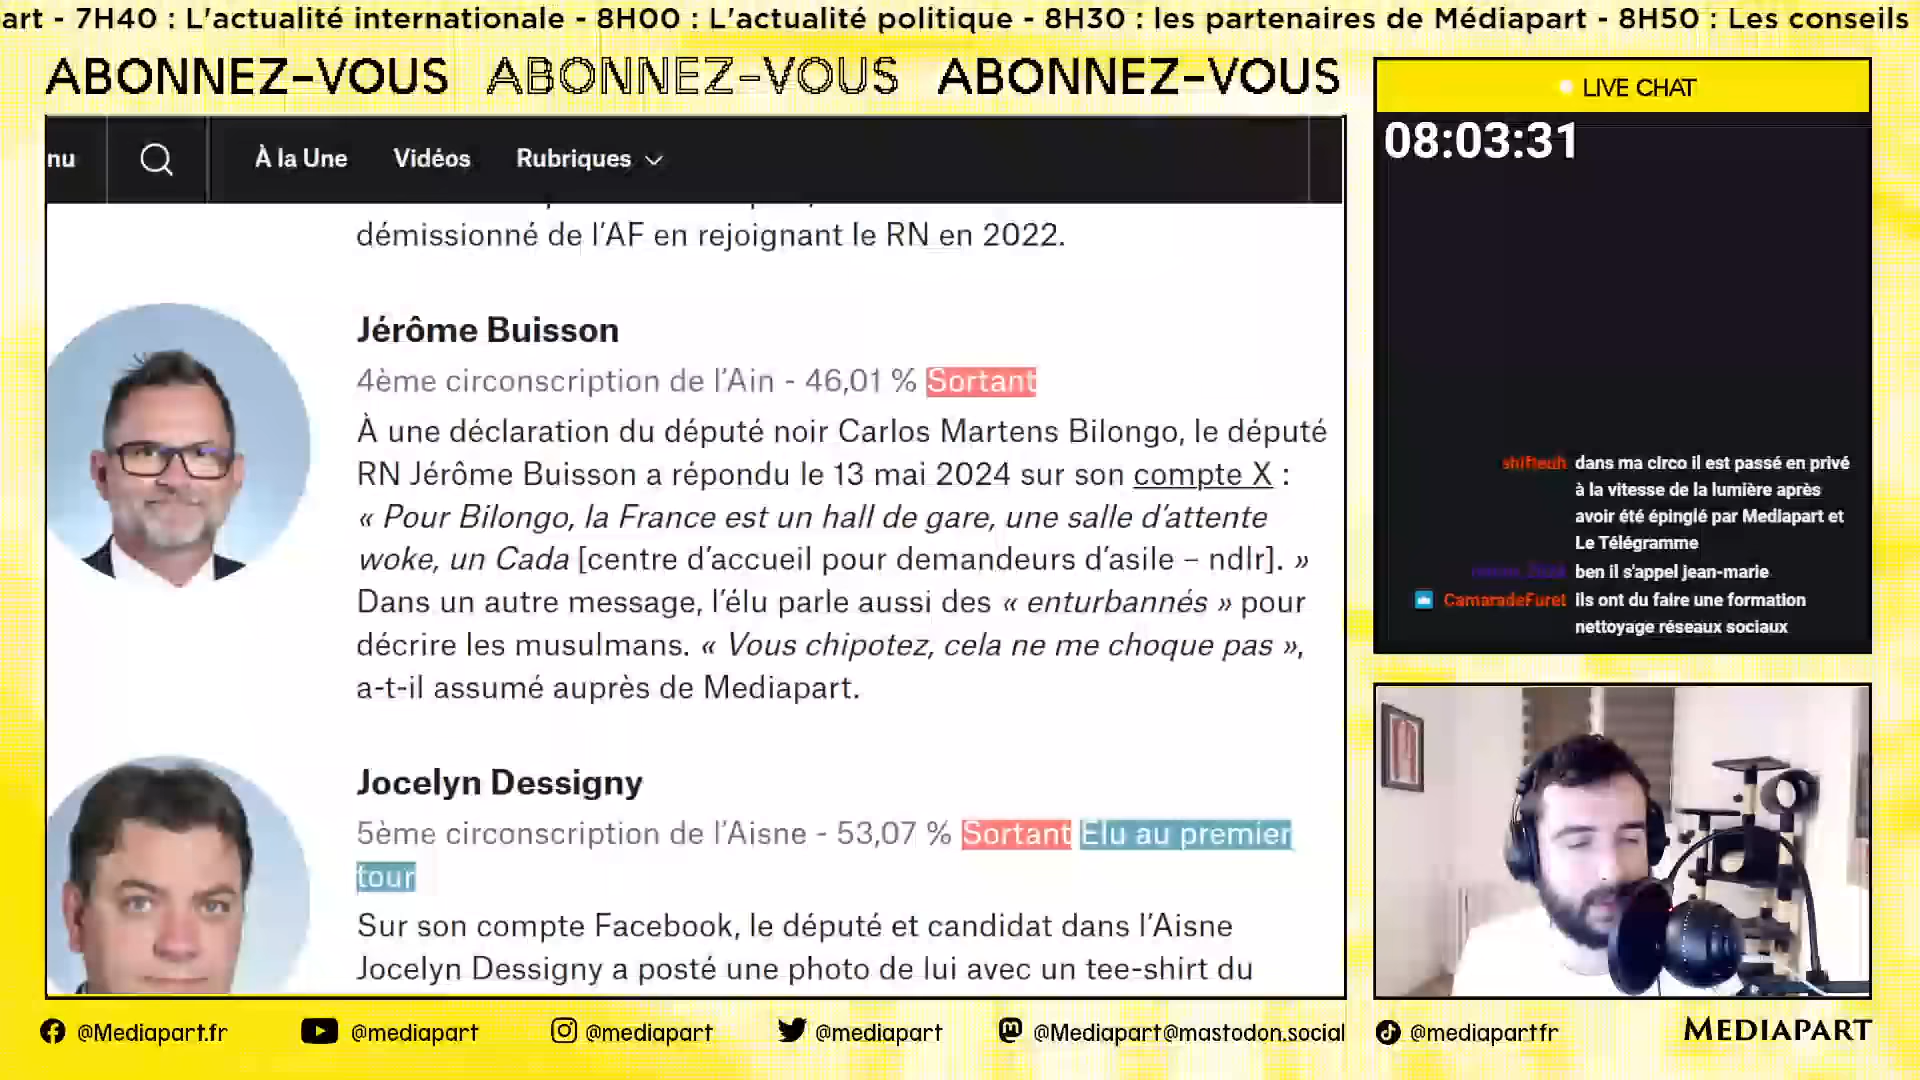 art - 7H40 : L'actualité internationale - 8H00 : L'actualité politique - 8H30 : les partenaires de Médiapart - 8H50 : Les conseils
ABONNEZ-VOUS ABONNEZ-VOUS ABONNEZ-VOUS
nu
À la Une
Vidéos
Rubriques
démissionné de l'AF en rejoignant le RN en 2022.
Jérôme Buisson
4ème circonscription de l'Ain - 46,01 % Sortant
À une déclaration du député noir Carlos Martens Bilongo, le député
RN Jérôme Buisson a répondu le 13 mai 2024 sur son compte X :
« Pour Bilongo, la France est un hall de gare, une salle d'attente
woke, un Cada [centre d'accueil pour demandeurs d'asile – ndlr]. »
Dans un autre message, l'élu parle aussi des « enturbannés » pour
décrire les musulmans. « Vous chipotez, cela ne me choque pas »,
a-t-il assumé auprès de Mediapart.
Jocelyn Dessigny
5ème circonscription de l'Aisne - 53,07 % Sortant Elu au premier
tour
Sur son compte Facebook, le député et candidat dans l'Aisne
Jocelyn Dessigny a posté une photo de lui avec un tee-shirt du
LIVE CHAT
08:03:31
shifteuh dans ma circo il est passé en privé
à la vitesse de la lumière après
avoir été épinglé par Mediapart et
Le Télégramme
ben il s'appel jean-marie
CamaradeFuret ils ont du faire une formation
nettoyage réseaux sociaux
@Mediapart.fr
@mediapart
@mediapart
@mediapart
@Mediapart@mastodon.social
@mediapartfr
MEDIAPART